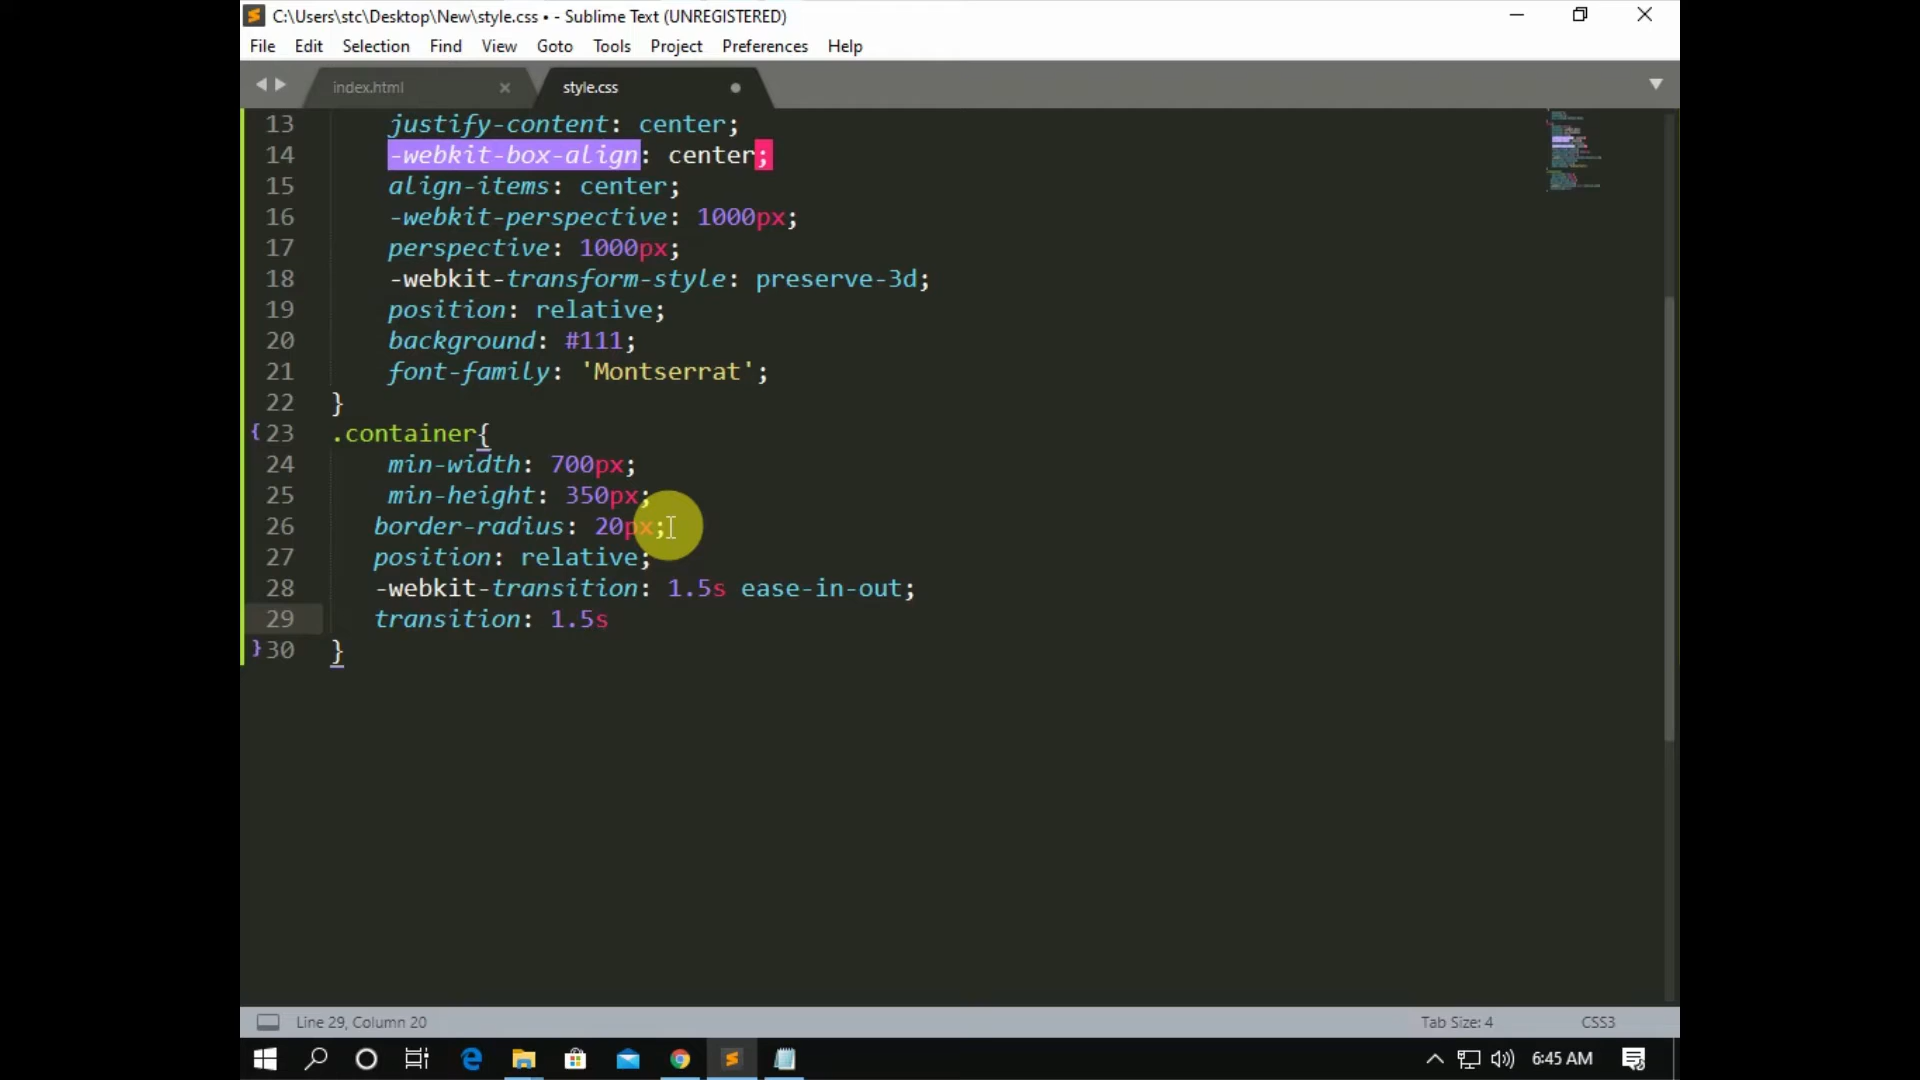 C:\Users\stc\Desktop\New\style.css • - Sublime Text (UNREGISTERED)
File Edit Selection Find View Goto Tools Project Preferences Help
index.html style.css
13 justify-content: center;
14 -webkit-box-align: center;
15 align-items: center;
16 -webkit-perspective: 1000px;
17 perspective: 1000px;
18 -webkit-transform-style: preserve-3d;
19 position: relative;
20 background: #111;
21 font-family: 'Montserrat';
22 }
{ 23 .container{
24 min-width: 700px;
25 min-height: 350px;
26 border-radius: 20px;
27 position: relative;
28 -webkit-transition: 1.5s ease-in-out;
29 transition: 1.5s
} 30 }
Line 29, Column 20 Tab Size: 4 CSS3
6:45 AM